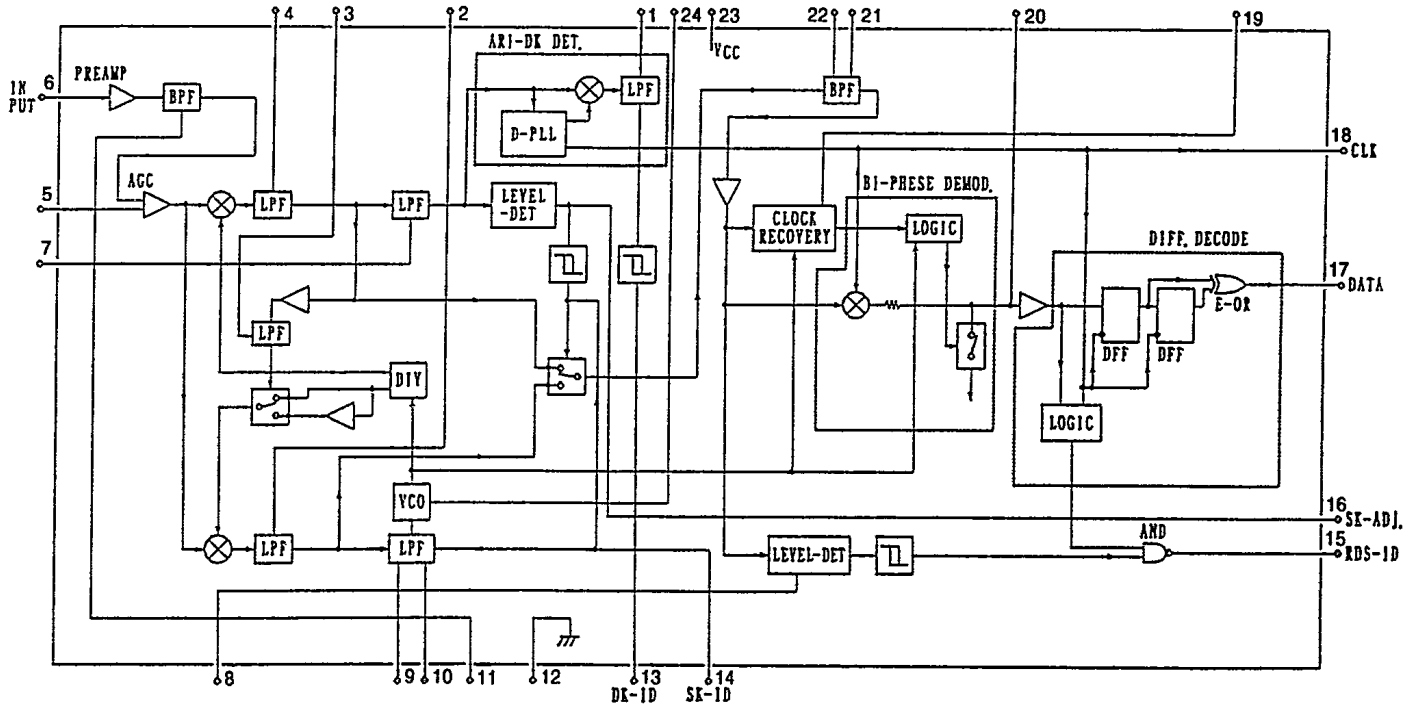 4 3 2 1 24 23 22 21 20 19
ARI-DK DET.
VCC
6 PREAMP
IN
PUT
BPF
LPF
BPF
D-PLL
18
CLK
AGC
5
LPF
LPF
LEVEL
-DET
BI-PHESE DEMOD.
CLOCK
RECOVERY
LOGIC
DIFF. DECODE
7
17
DATA
E-OR
LPF
DFF DFF
DIY
LOGIC
VCO
16
SK-ADJ.
LPF
LPF
LEVEL-DET
AND
15
RDS-ID
8 9 10 11 12 13 14
DK-ID SK-ID